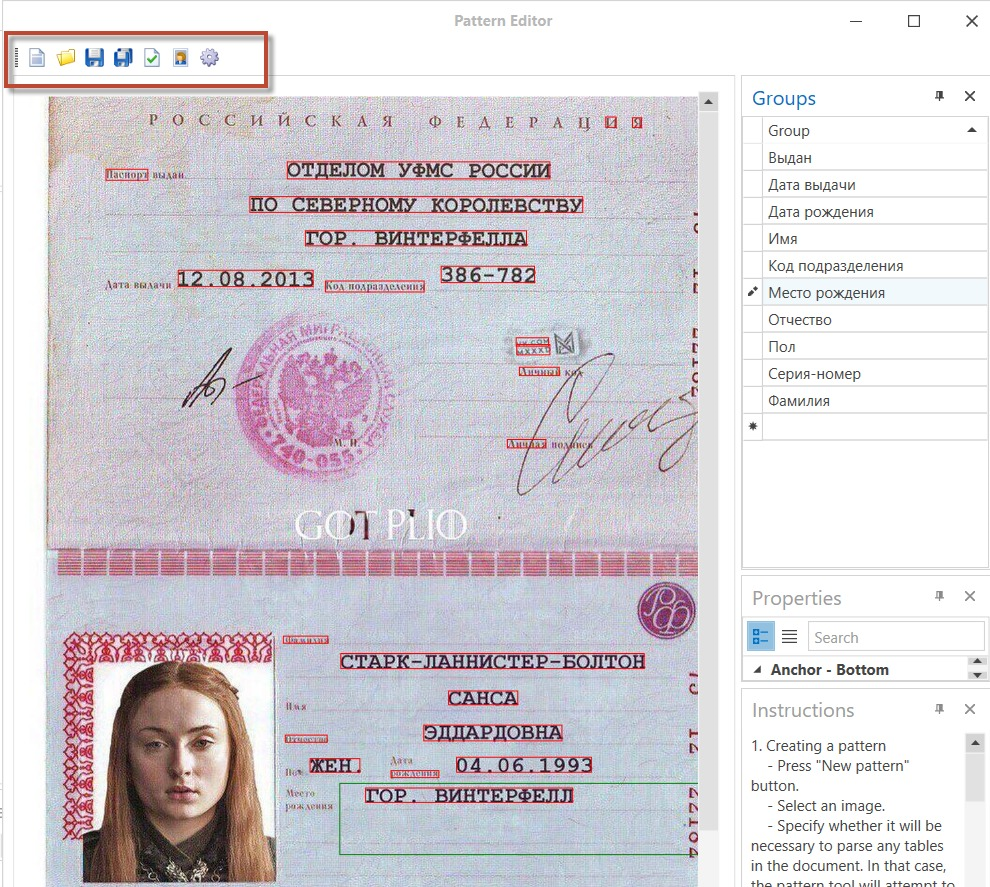 Pattern Editor
РОССИЙСКАЯ ФЕДЕРАЦИЯ
Паспорт выдан
ОТДЕЛОМ УФМС РОССИИ
ПО СЕВЕРНОМУ КОРОЛЕВСТВУ
ГОР. ВИНТЕРФЕЛЛА
Дата выдачи 12.08.2013 Код подразделения 386-782
Личный код
Личная подпись
М. П.
740-055
GOT PLIO
Фамилия
СТАРК-ЛАННИСТЕР-БОЛТОН
Имя
САНСА
Отчество
ЭДДАРДОВНА
Пол ЖЕН. Дата рождения 04.06.1993
Место рождения
ГОР. ВИНТЕРФЕЛЛ
Groups
Group
Выдан
Дата выдачи
Дата рождения
Имя
Код подразделения
Место рождения
Отчество
Пол
Серия-номер
Фамилия
Properties
Search
Anchor - Bottom
Instructions
1. Creating a pattern
- Press "New pattern"
button.
- Select an image.
- Specify whether it will be
necessary to parse any tables
in the document. In that case,
the pattern tool will attempt to